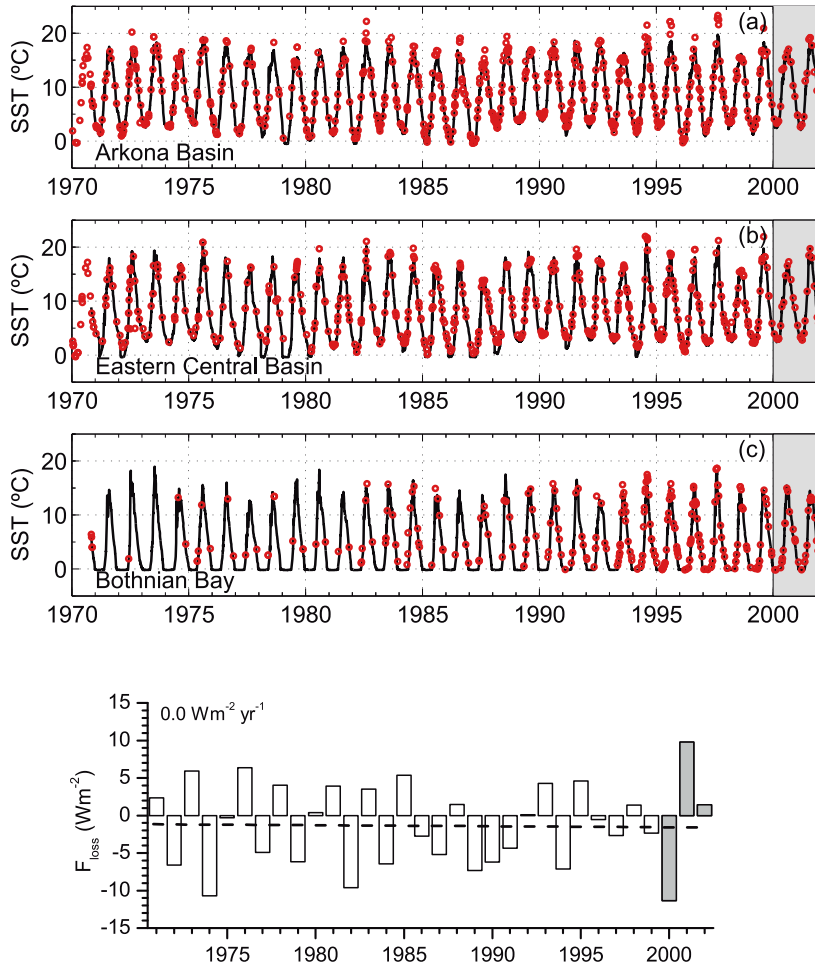 (a)
SST (ºC)
20
10
0
Arkona Basin
1970 1975 1980 1985 1990 1995 2000
(b)
SST (ºC)
20
10
0
Eastern Central Basin
1970 1975 1980 1985 1990 1995 2000
(c)
SST (ºC)
20
10
0
Bothnian Bay
1970 1975 1980 1985 1990 1995 2000
0.0 Wm⁻² yr⁻¹
F_loss (Wm⁻²)
15
10
5
0
-5
-10
-15
1975 1980 1985 1990 1995 2000